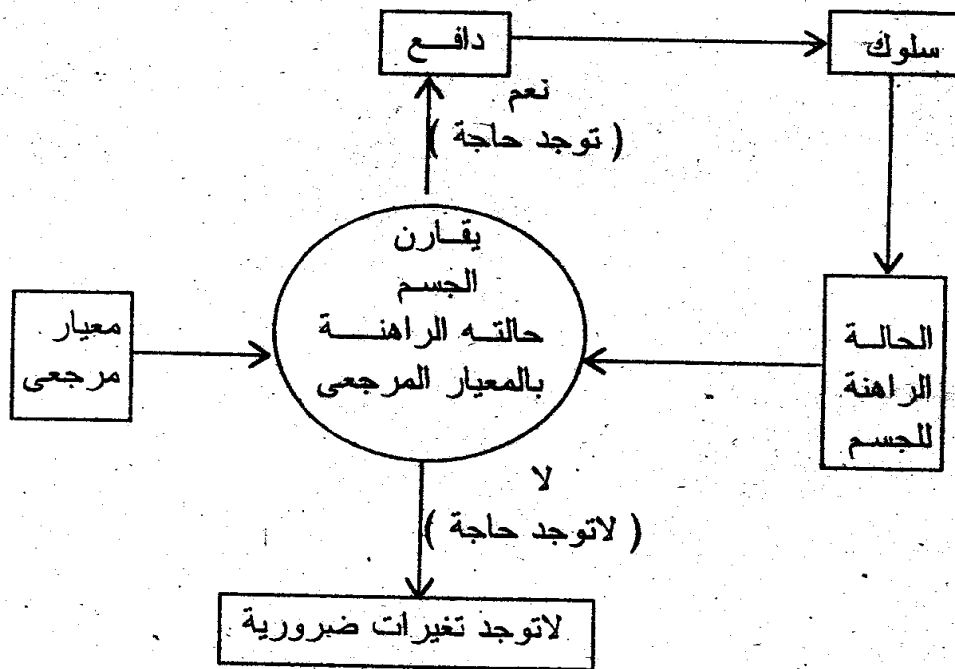 دافع
سلوك
نعم
( توجد حاجة )
يقارن
الجسم
حالته الراهنة
بالمعيار المرجعى
معيار
مرجعى
الحالة
الراهنة
للجسم
لا
( لاتوجد حاجة )
لاتوجد تغيرات ضرورية